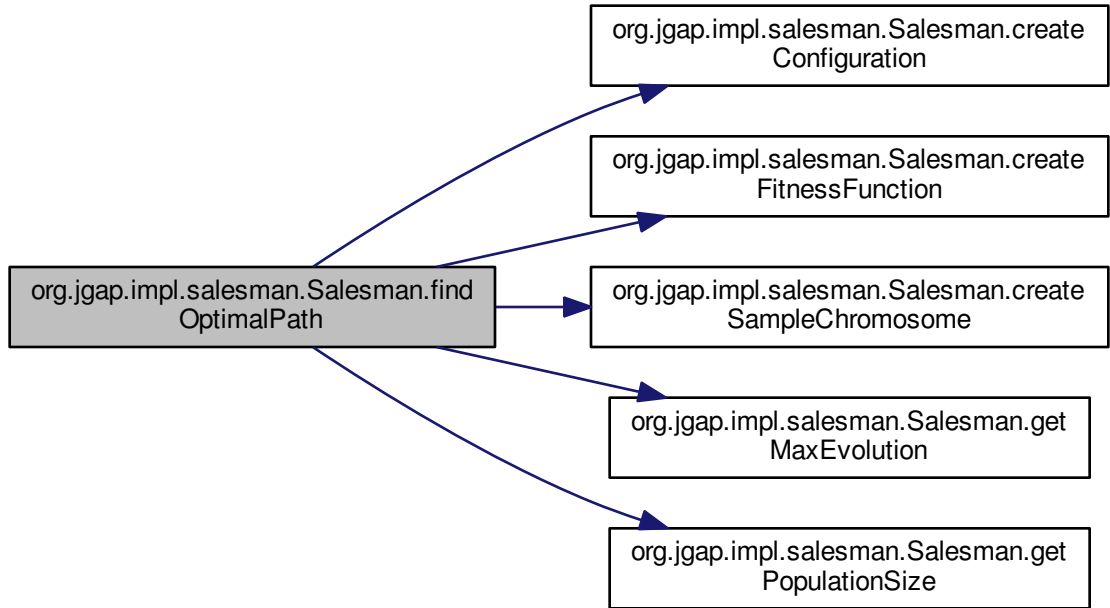 org.jgap.impl.salesman.Salesman.create
Configuration
org.jgap.impl.salesman.Salesman.create
FitnessFunction
org.jgap.impl.salesman.Salesman.find
OptimalPath
org.jgap.impl.salesman.Salesman.create
SampleChromosome
org.jgap.impl.salesman.Salesman.get
MaxEvolution
org.jgap.impl.salesman.Salesman.get
PopulationSize